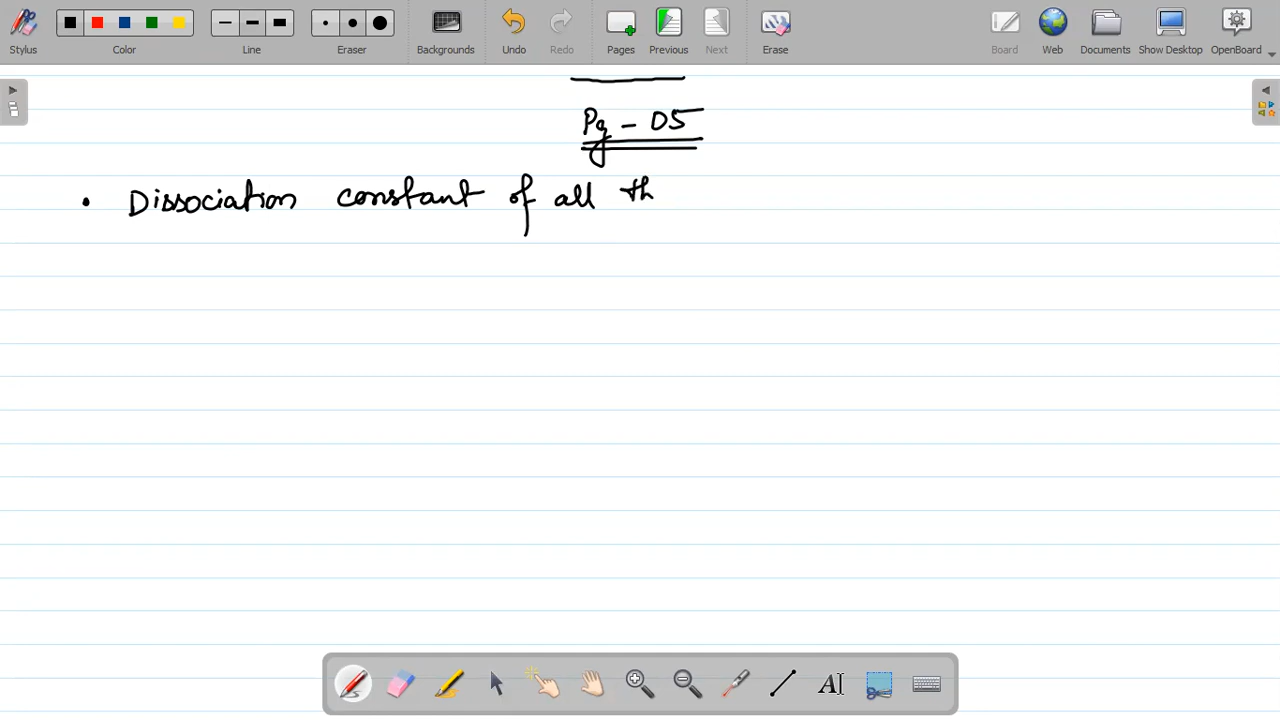 Stylus Color Line Eraser Backgrounds Undo Redo Pages Previous Next Erase Board Web Documents Show Desktop OpenBoard
Pg - 05
• Dissociation constant of all th